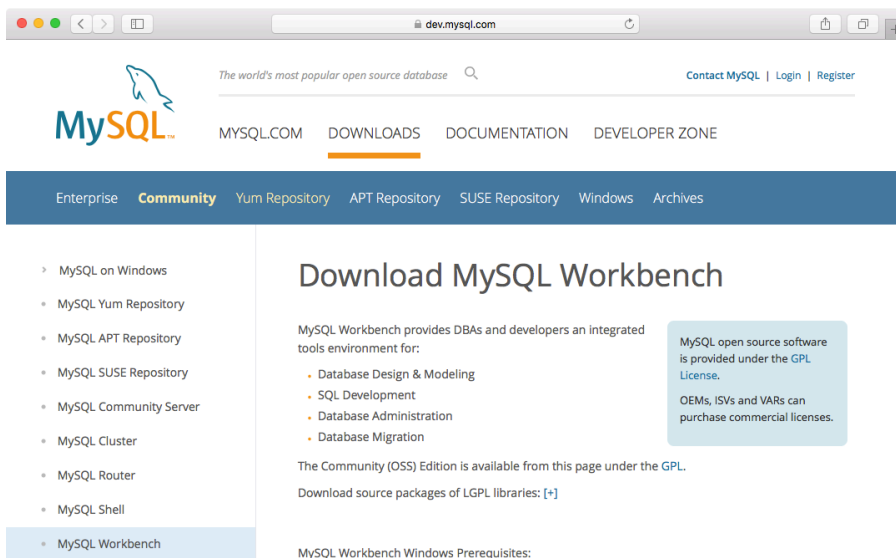 dev.mysql.com
The world's most popular open source database
Contact MySQL | Login | Register
MySQL™
MYSQL.COM DOWNLOADS DOCUMENTATION DEVELOPER ZONE
Enterprise Community Yum Repository APT Repository SUSE Repository Windows Archives
MySQL on Windows
MySQL Yum Repository
MySQL APT Repository
MySQL SUSE Repository
MySQL Community Server
MySQL Cluster
MySQL Router
MySQL Shell
MySQL Workbench
Download MySQL Workbench
MySQL Workbench provides DBAs and developers an integrated
tools environment for:
Database Design & Modeling
SQL Development
Database Administration
Database Migration
MySQL open source software
is provided under the GPL
License.
OEMs, ISVs and VARs can
purchase commercial licenses.
The Community (OSS) Edition is available from this page under the GPL.
Download source packages of LGPL libraries: [+]
MySQL Workbench Windows Prerequisites: